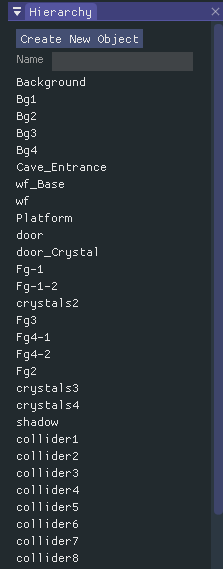 Hierarchy
Create New Object
Name
Background
Bg1
Bg2
Bg3
Bg4
Cave_Entrance
wf_Base
wf
Platform
door
door_Crystal
Fg-1
Fg-1-2
crystals2
Fg3
Fg4-1
Fg4-2
Fg2
crystals3
crystals4
shadow
collider1
collider2
collider3
collider4
collider5
collider6
collider7
collider8